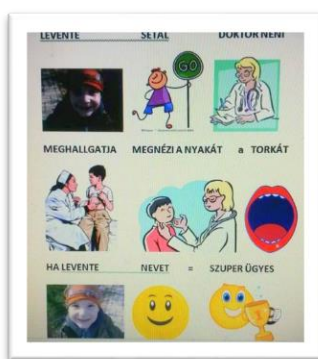 LEVENTE SÉTÁL DOKTOR NÉNI
GO
MEGHALLGATJA MEGNÉZI A NYAKÁT a TORKÁT
HA LEVENTE NEVET = SZUPER ÜGYES